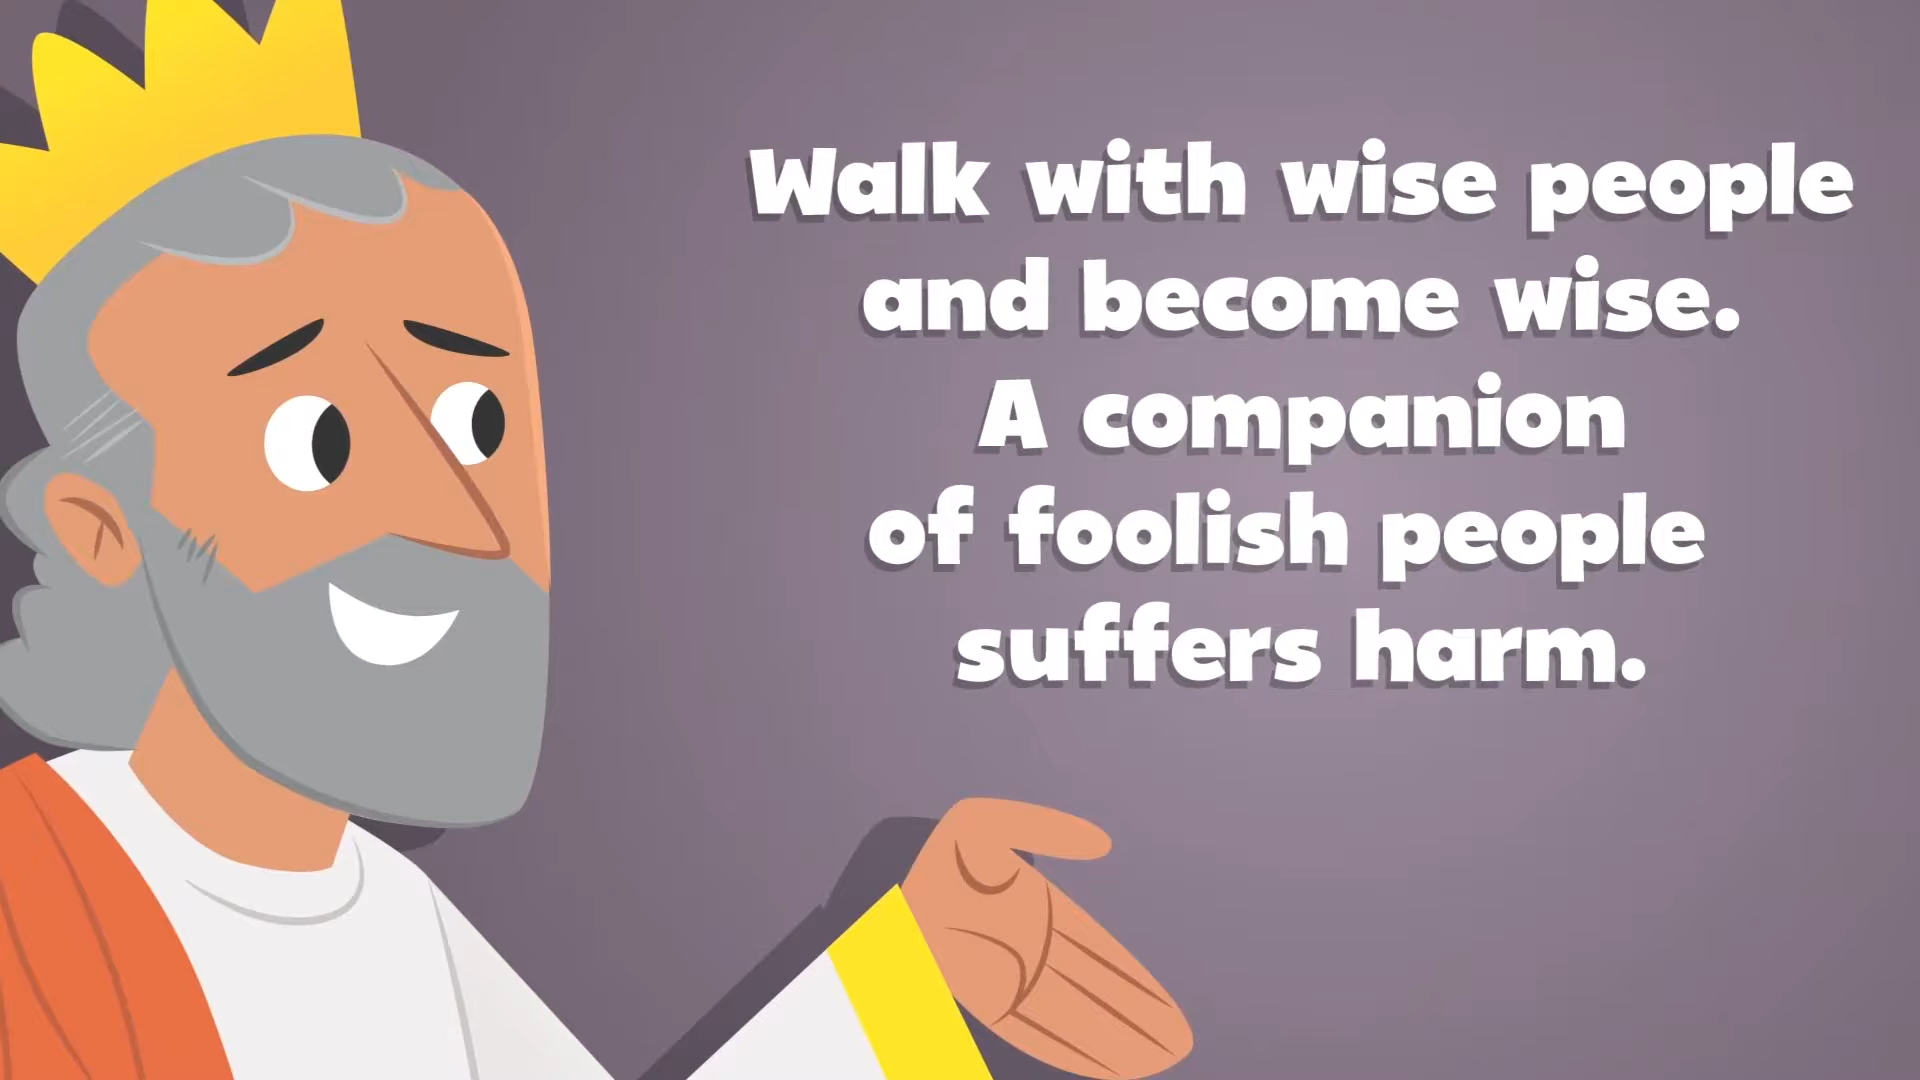 Walk with wise people
and become wise.
A companion
of foolish people
suffers harm.